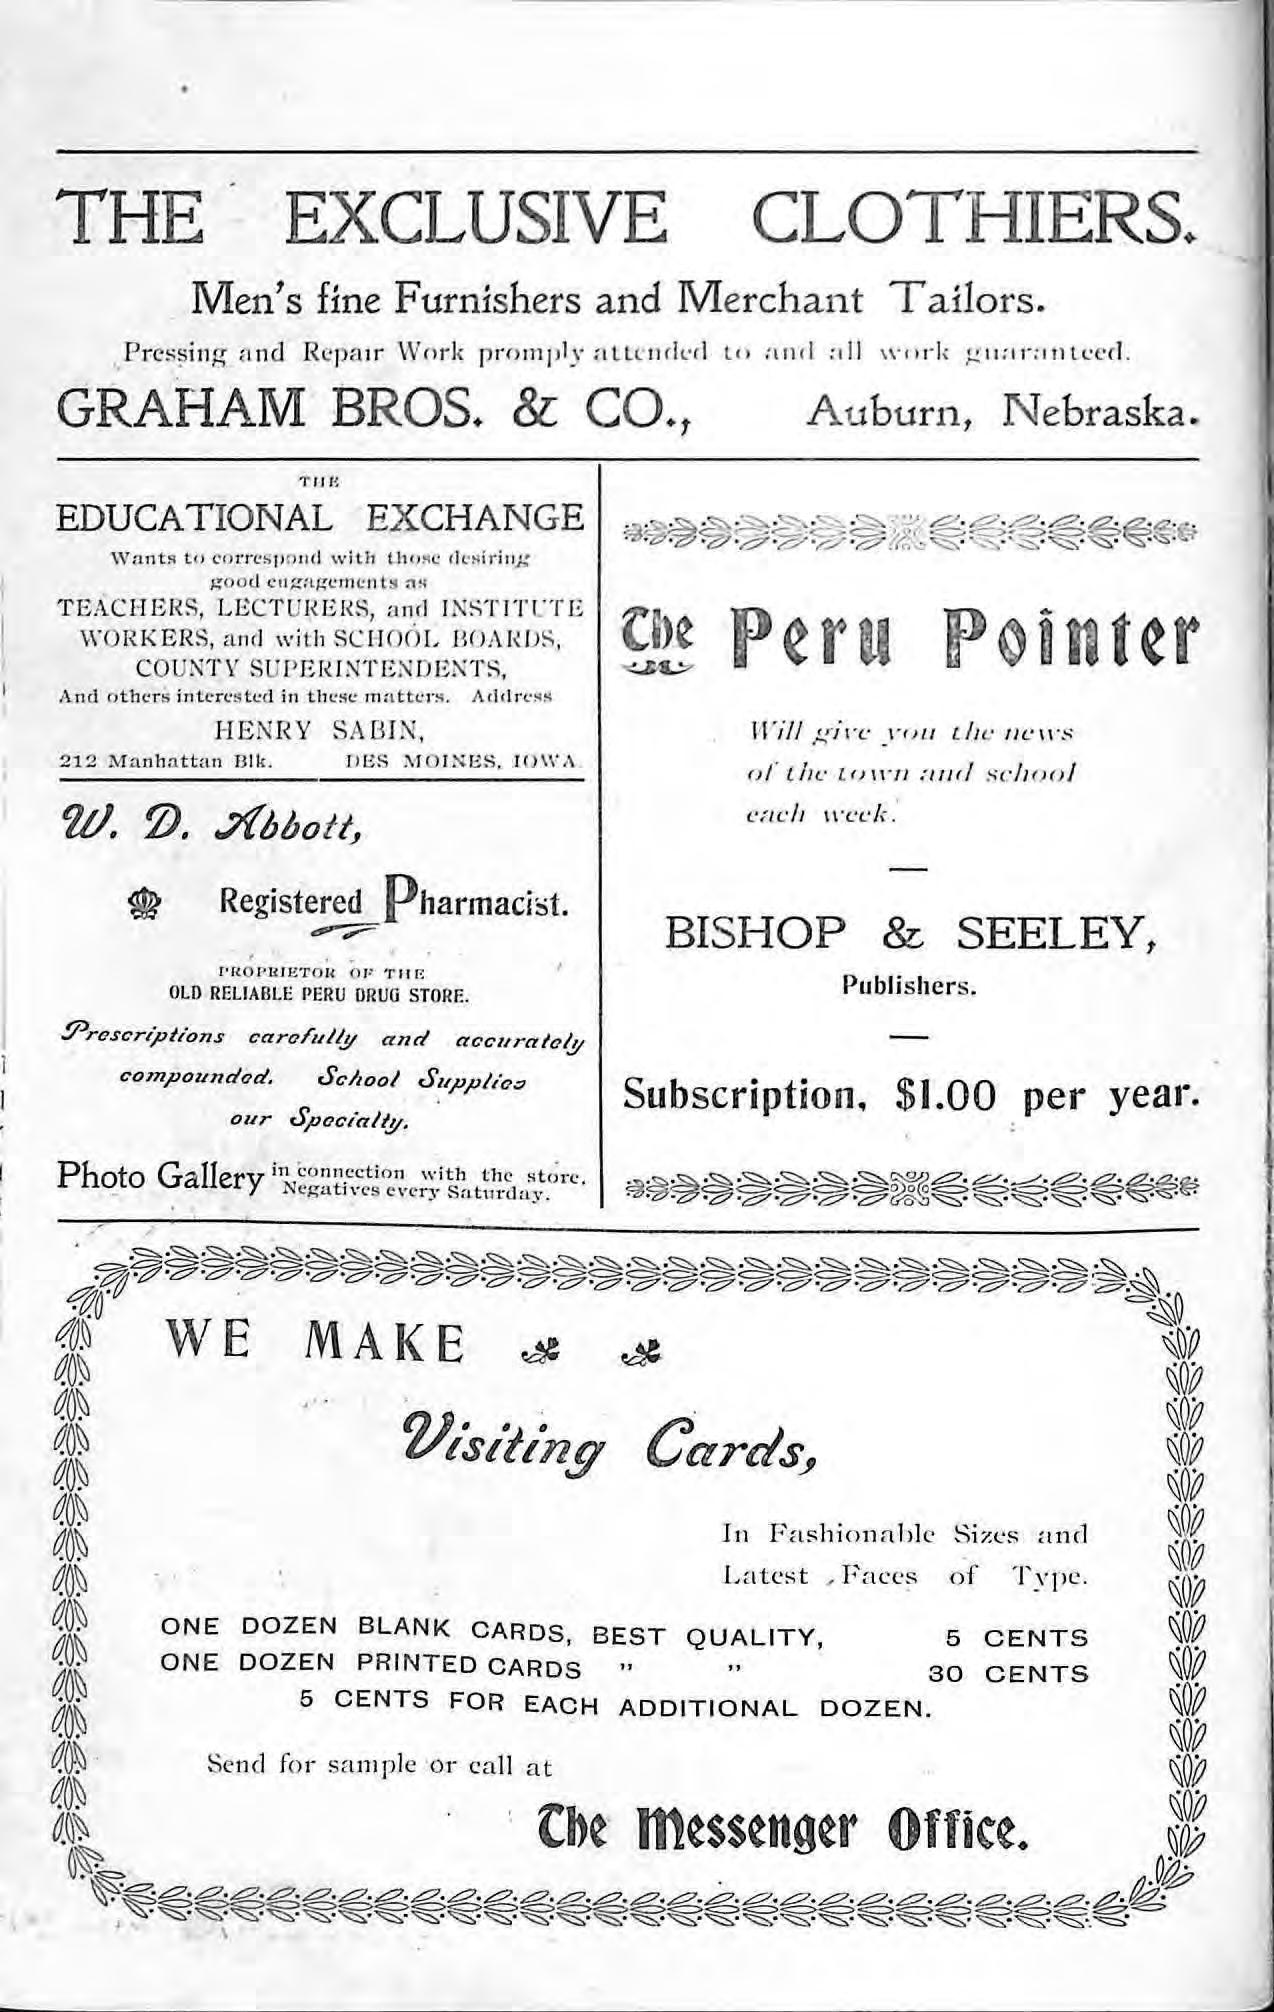 THE EXCLUSIVE CLOTHIERS.
Men's fine Furnishers and Merchant Tailors.
Pressing and Repair Work promply attended to and all work guaranteed.
GRAHAM BROS. & CO., Auburn, Nebraska.
THE
EDUCATIONAL EXCHANGE
Wants to correspond with those desiring
good engagements as
TEACHERS, LECTURERS, and INSTITUTE
WORKERS, and with SCHOOL BOARDS,
COUNTY SUPERINTENDENTS,
And others interested in these matters. Address
HENRY SABIN,
212 Manhattan Blk. DES MOINES, IOWA
W. D. Abbott,
Registered Pharmacist.
PROPRIETOR OF THE
OLD RELIABLE PERU DRUG STORE.
Prescriptions carefully and accurately
compounded. School Supplies
our Specialty.
Photo Gallery in connection with the store.
Negatives every Saturday.
The Peru Pointer
Will give you the news
of the town and school
each week.
BISHOP & SEELEY,
Publishers.
Subscription, $1.00 per year.
WE MAKE
Visiting Cards,
In Fashionable Sizes and
Latest Faces of Type.
ONE DOZEN BLANK CARDS, BEST QUALITY, 5 CENTS
ONE DOZEN PRINTED CARDS " " 30 CENTS
5 CENTS FOR EACH ADDITIONAL DOZEN.
Send for sample or call at
The Messenger Office.